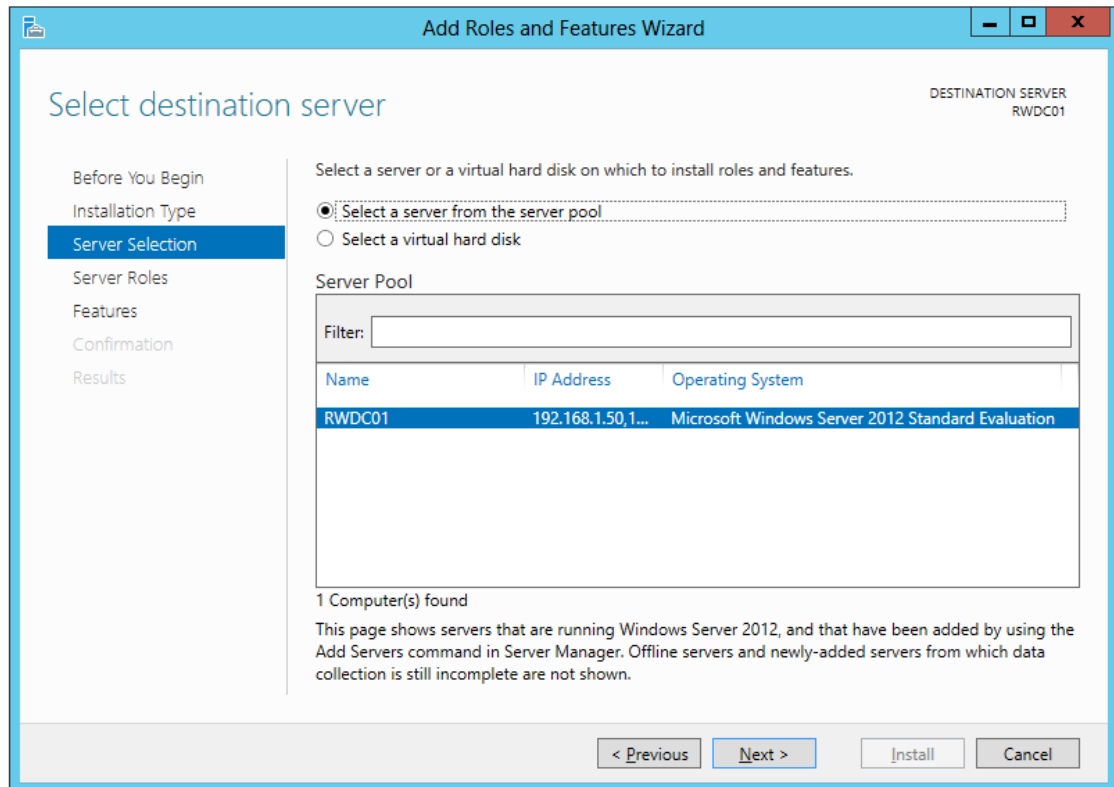 Add Roles and Features Wizard
Select destination server
DESTINATION SERVER
RWDC01
Before You Begin
Installation Type
Server Selection
Server Roles
Features
Confirmation
Results
Select a server or a virtual hard disk on which to install roles and features.
Select a server from the server pool
Select a virtual hard disk
Server Pool
Filter:
Name IP Address Operating System
RWDC01 192.168.1.50,1... Microsoft Windows Server 2012 Standard Evaluation
1 Computer(s) found
This page shows servers that are running Windows Server 2012, and that have been added by using the
Add Servers command in Server Manager. Offline servers and newly-added servers from which data
collection is still incomplete are not shown.
< Previous Next > Install Cancel